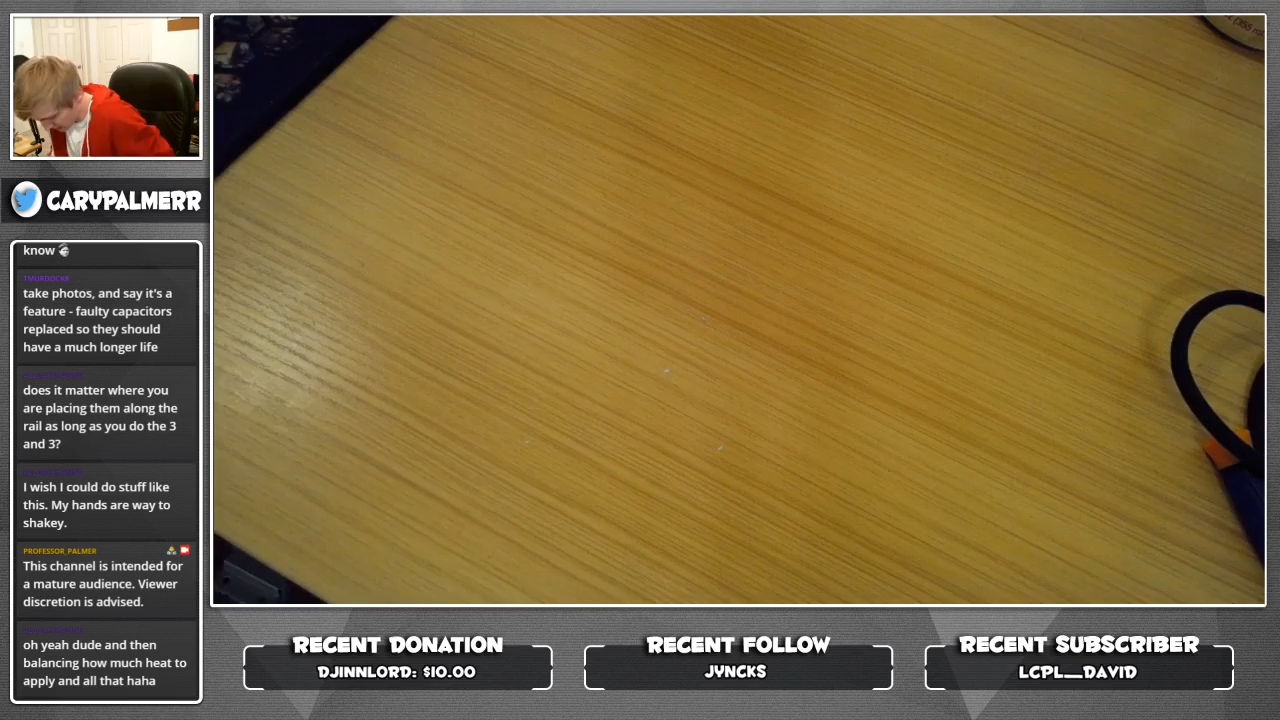 CARYPALMERR
know
TMURDOCK8
take photos, and say it's a
feature - faulty capacitors
replaced so they should
have a much longer life
does it matter where you
are placing them along the
rail as long as you do the 3
and 3?
I wish I could do stuff like
this. My hands are way to
shakey.
PROFESSOR_PALMER
This channel is intended for
a mature audience. Viewer
discretion is advised.
oh yeah dude and then
balancing how much heat to
apply and all that haha
RECENT DONATION
DJINNLORD: $10.00
RECENT FOLLOW
JYNCKS
RECENT SUBSCRIBER
LCPL__DAVID